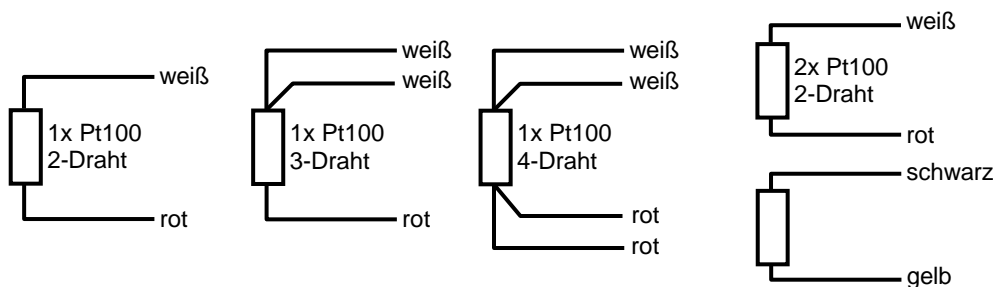 weiß
1x Pt100
2-Draht
rot
weiß
weiß
1x Pt100
3-Draht
rot
weiß
weiß
1x Pt100
4-Draht
rot
rot
weiß
2x Pt100
2-Draht
rot
schwarz
gelb